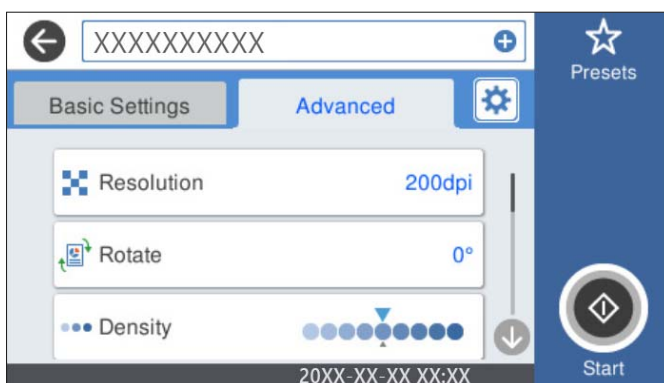 XXXXXXXXXX
Presets
Basic Settings
Advanced
Resolution
200dpi
Rotate
0°
Density
20XX-XX-XX XX:XX
Start